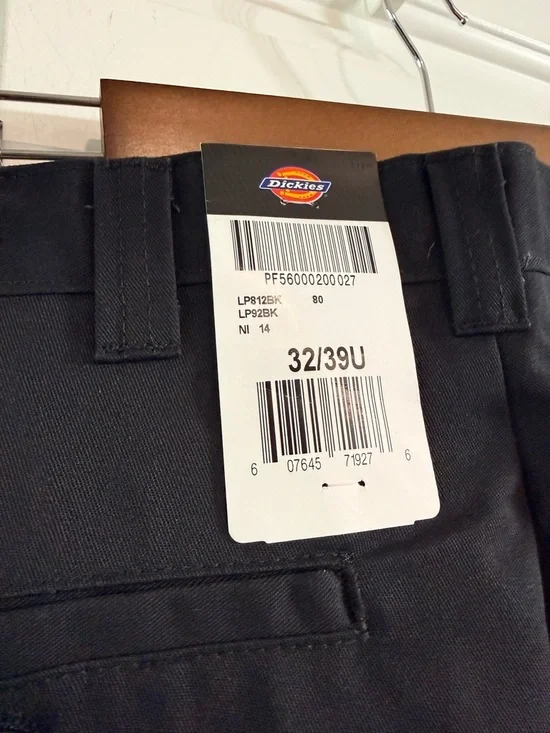 Dickies
PF56000200027
LP812BK 80
LP92BK
NI 14
32/39U
6 07645 71927 6